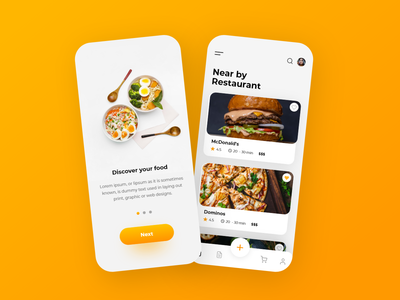 Discover your food
Lorem ipsum, or lipsum as it is sometimes
known, is dummy text used in laying out
print, graphic or web designs.
Next
Near by
Restaurant
McDonald's
4.5 20 - 30 min $$$
Dominos
4.5 20 - 30 min $$$